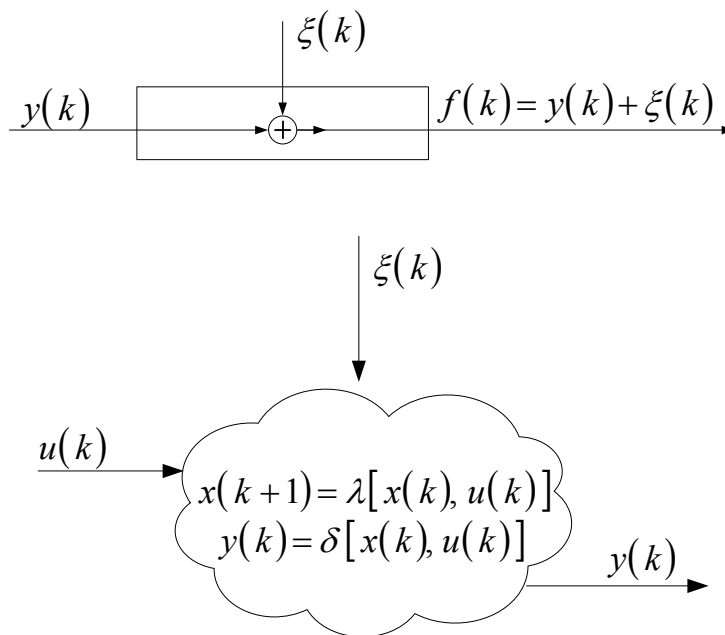 ξ(k)
y(k)
f(k) = y(k) + ξ(k)
+
ξ(k)
u(k)
x(k+1) = λ[x(k), u(k)]
y(k) = δ[x(k), u(k)]
y(k)